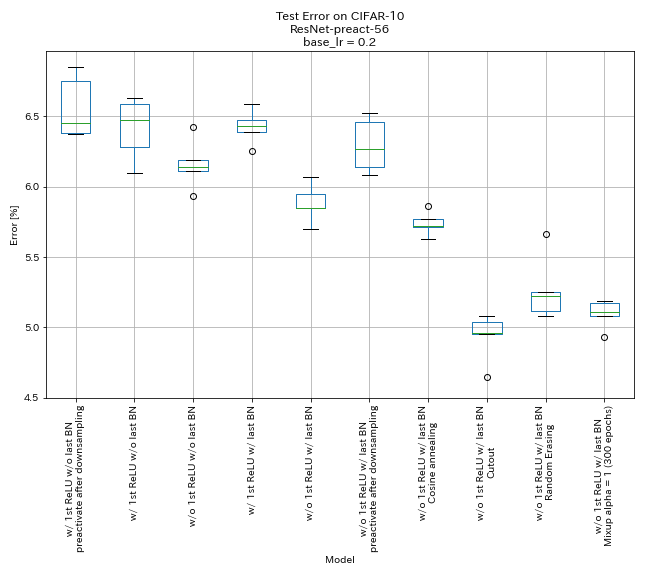 Test Error on CIFAR-10
ResNet-preact-56
base_lr = 0.2
Error [%]
6.5
6.0
5.5
5.0
4.5
w/ 1st ReLU w/o last BN
preactivate after downsampling
w/ 1st ReLU w/o last BN
w/o 1st ReLU w/o last BN
w/ 1st ReLU w/ last BN
w/o 1st ReLU w/ last BN
w/o 1st ReLU w/ last BN
preactivate after downsampling
w/o 1st ReLU w/ last BN
Cosine annealing
w/o 1st ReLU w/ last BN
Cutout
w/o 1st ReLU w/ last BN
Random Erasing
w/o 1st ReLU w/ last BN
Mixup alpha = 1 (300 epochs)
Model